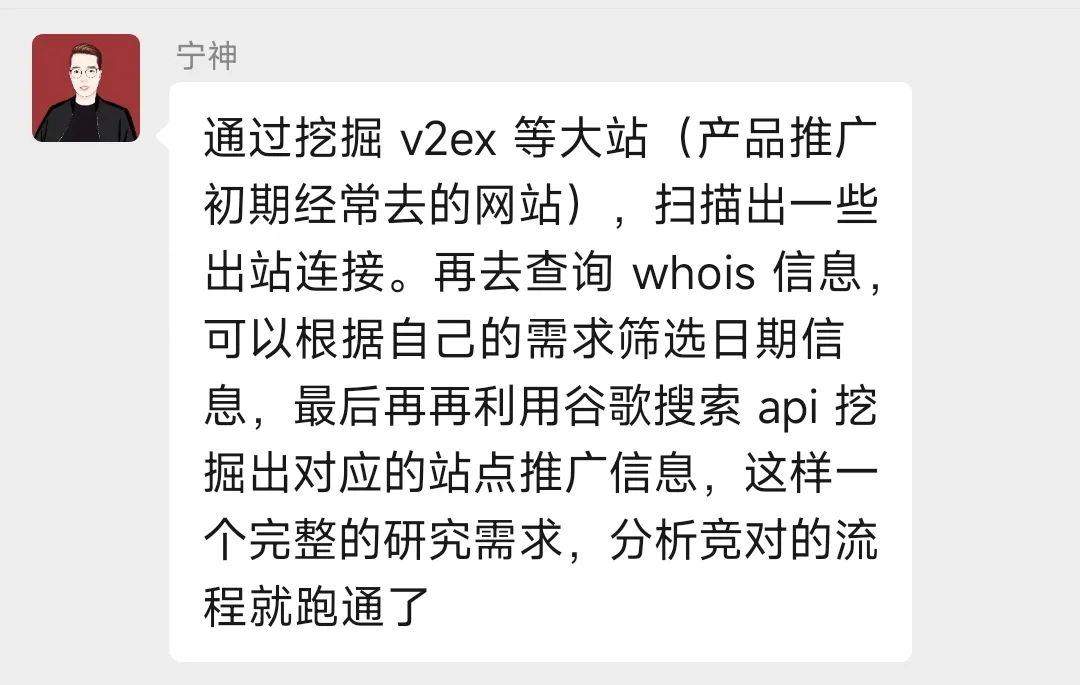 宁神
通过挖掘 v2ex 等大站（产品推广
初期经常去的网站），扫描出一些
出站连接。再去查询 whois 信息，
可以根据自己的需求筛选日期信
息，最后再再利用谷歌搜索 api 挖
掘出对应的站点推广信息，这样一
个完整的研究需求，分析竞对的流
程就跑通了